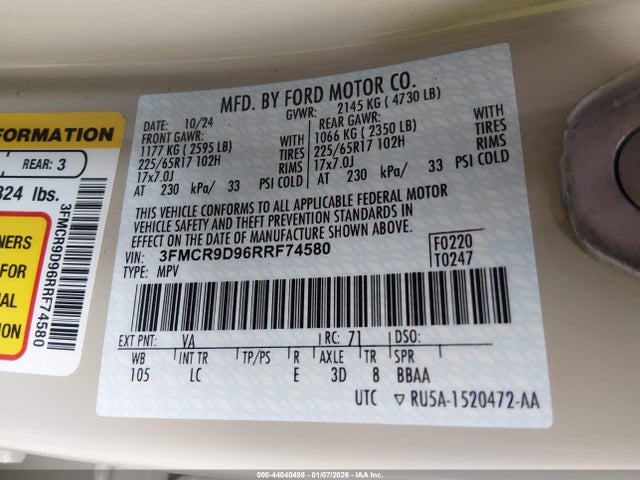 FORMATION
REAR: 3
324 lbs.
NERS
FOR
AL
ION
3FMCR9D96RRF74580
MFD. BY FORD MOTOR CO.
DATE: 10/24 GVWR: 2145 KG ( 4730 LB)
FRONT GAWR: REAR GAWR:
1177 KG ( 2595 LB) WITH 1066 KG ( 2350 LB) WITH
225/65R17 102H TIRES 225/65R17 102H TIRES
17x7.0J RIMS 17x7.0J RIMS
AT 230 kPa/ 33 PSI COLD AT 230 kPa/ 33 PSI COLD
THIS VEHICLE CONFORMS TO ALL APPLICABLE FEDERAL MOTOR
VEHICLE SAFETY AND THEFT PREVENTION STANDARDS IN
EFFECT ON THE DATE OF MANUFACTURE SHOWN ABOVE.
VIN: 3FMCR9D96RRF74580 F0220
TYPE: MPV T0247
EXT PNT: VA RC: 71 DSO:
WB INT TR TP/PS R AXLE TR SPR
105 LC E 3D 8 BBAA
UTC ▽ RU5A-1520472-AA
000-44040498 - 01/07/2026 - IAA Inc.